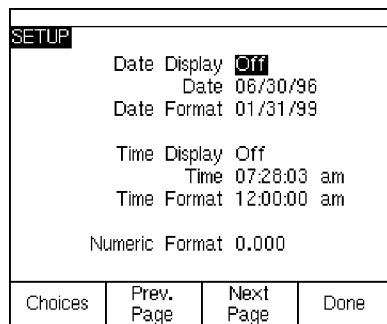 SETUP
Date Display Off
Date 06/30/96
Date Format 01/31/99
Time Display Off
Time 07:28:03 am
Time Format 12:00:00 am
Numeric Format 0.000
Choices
Prev. Page
Next Page
Done